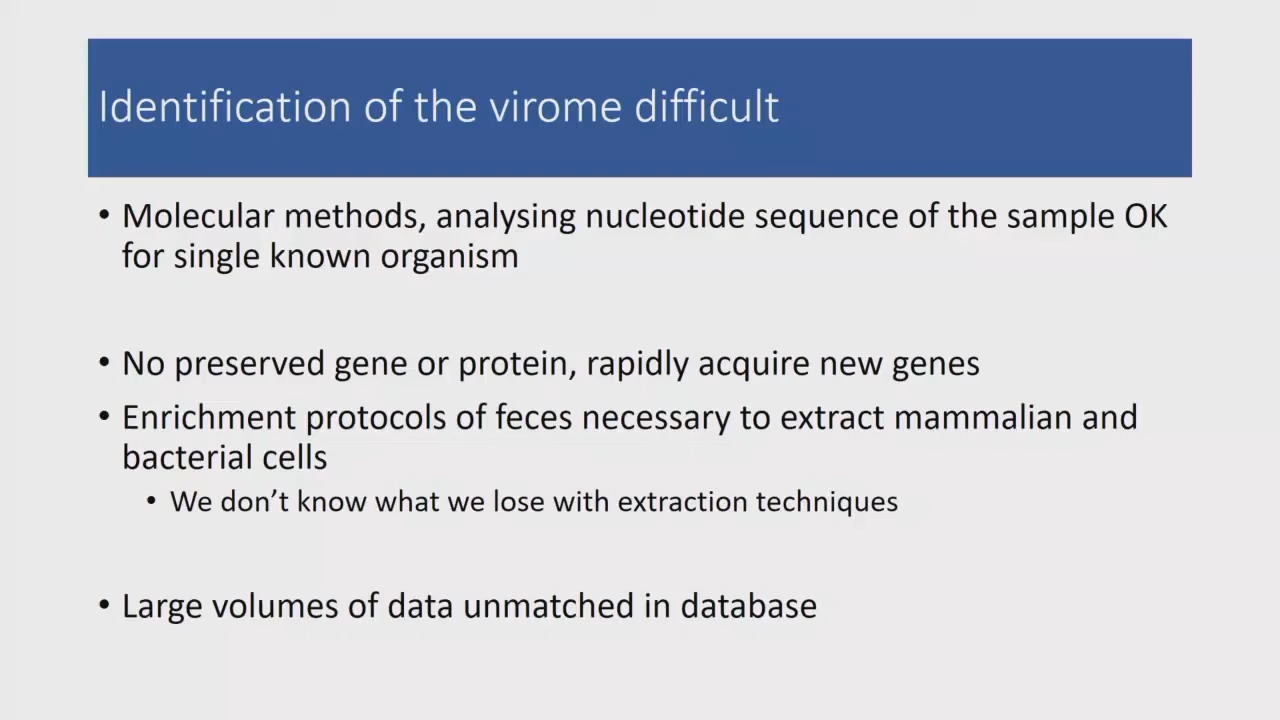 Identification of the virome difficult
• Molecular methods, analysing nucleotide sequence of the sample OK
for single known organism
• No preserved gene or protein, rapidly acquire new genes
• Enrichment protocols of feces necessary to extract mammalian and
bacterial cells
• We don’t know what we lose with extraction techniques
• Large volumes of data unmatched in database